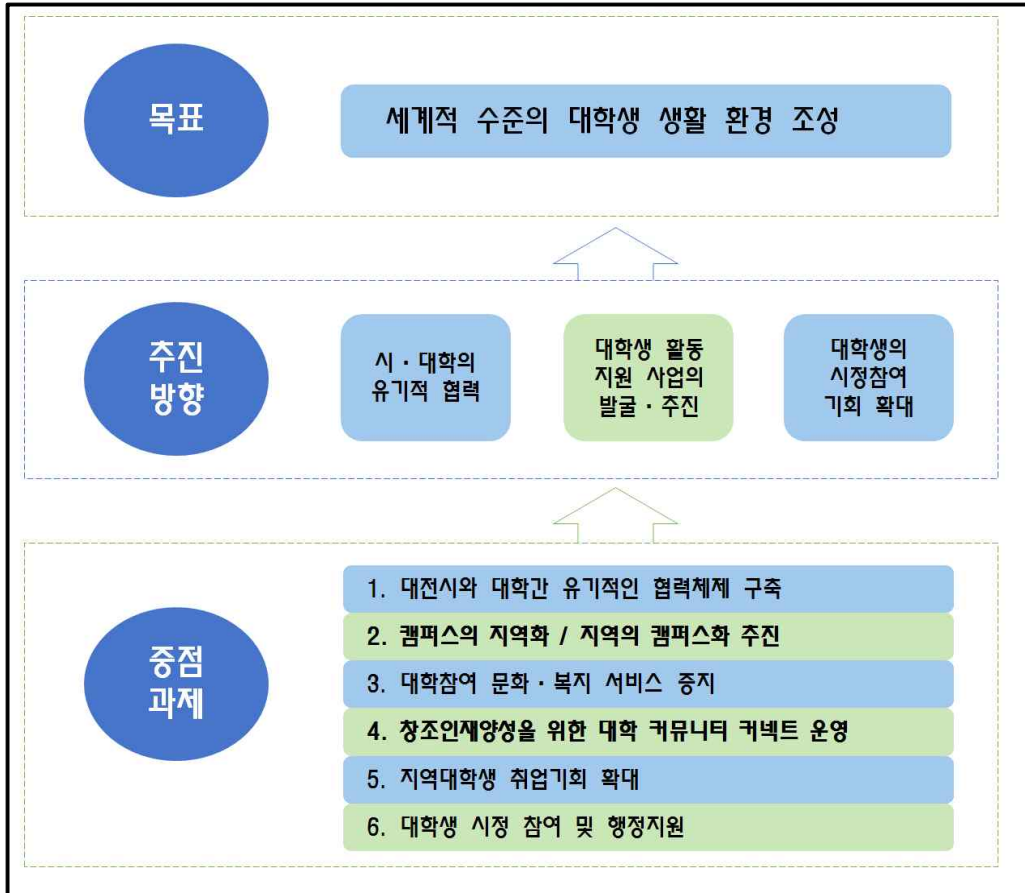 목표
세계적 수준의 대학생 생활 환경 조성
추진
방향
시·대학의
유기적 협력
대학생 활동
지원 사업의
발굴·추진
대학생의
시정참여
기회 확대
중점
과제
1. 대전시와 대학간 유기적인 협력체제 구축
2. 캠퍼스의 지역화 / 지역의 캠퍼스화 추진
3. 대학참여 문화·복지 서비스 증지
4. 창조인재양성을 위한 대학 커뮤니티 커넥트 운영
5. 지역대학생 취업기회 확대
6. 대학생 시정 참여 및 행정지원